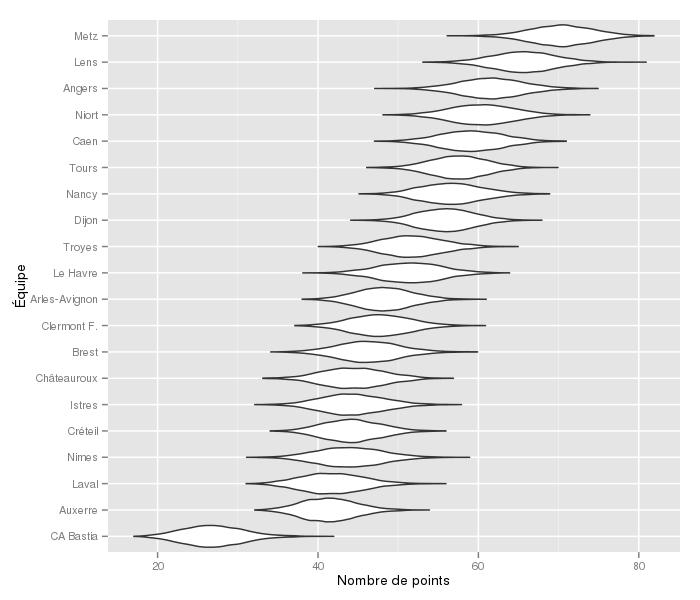 Metz
Lens
Angers
Niort
Caen
Tours
Nancy
Dijon
Troyes
Le Havre
Arles-Avignon
Clermont F.
Brest
Châteauroux
Istres
Créteil
Nimes
Laval
Auxerre
CA Bastia
Équipe
20 40 60 80
Nombre de points